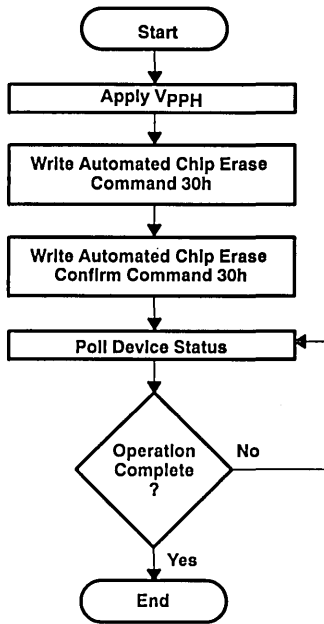 Start
Apply VPPH
Write Automated Chip Erase
Command 30h
Write Automated Chip Erase
Confirm Command 30h
Poll Device Status
Operation
Complete
?
No
Yes
End